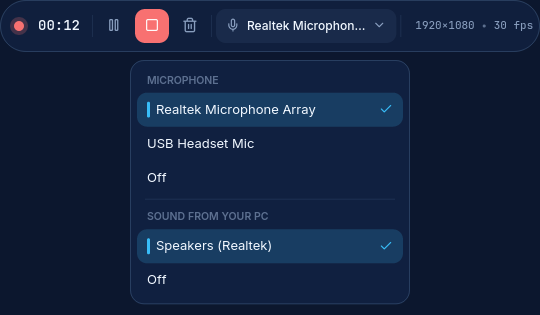 00:12
Realtek Microphon...
1920×1080 • 30 fps
MICROPHONE
Realtek Microphone Array
USB Headset Mic
Off
SOUND FROM YOUR PC
Speakers (Realtek)
Off